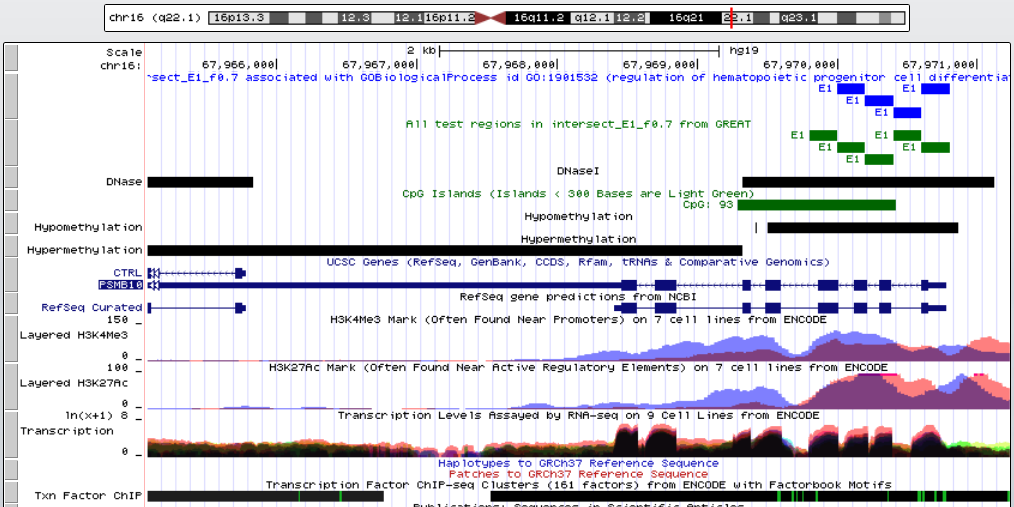 chr16 (q22.1) 16p13.3 12.3 12.1 16p11.2 16q11.2 q12.1 12.2 16q21 22.1 q23.1
Scale 2 kb hg19
chr16: 67,966,000 67,967,000 67,968,000 67,969,000 67,970,000 67,971,000
sect_E1_f0.7 associated with GOBiologicalProcess id GO:1901532 (regulation of hematopoietic progenitor cell differentia
E1 E1
E1
E1
All test regions in intersect_E1_f0.7 from GREAT
E1 E1
E1 E1
E1
DNaseI
DNase
CpG Islands (Islands < 300 Bases are Light Green)
CpG: 93
Hypomethylation
Hypomethylation
Hypermethylation
Hypermethylation
UCSC Genes (RefSeq, GenBank, CCDS, Rfam, tRNAs & Comparative Genomics)
CTRL
PSMB10
RefSeq gene predictions from NCBI
RefSeq Curated
150 _
H3K4Me3 Mark (Often Found Near Promoters) on 7 cell lines from ENCODE
Layered H3K4Me3
0 _
100 _
H3K27Ac Mark (Often Found Near Active Regulatory Elements) on 7 cell lines from ENCODE
Layered H3K27Ac
0 _
ln(x+1) 8 _
Transcription Levels Assayed by RNA-seq on 9 Cell Lines from ENCODE
Transcription
0 _
Haplotypes to GRCh37 Reference Sequence
Patches to GRCh37 Reference Sequence
Transcription Factor ChIP-seq Clusters (161 factors) from ENCODE with Factorbook Motifs
Txn Factor ChIP
Publications: Sequences in Scientific Articles